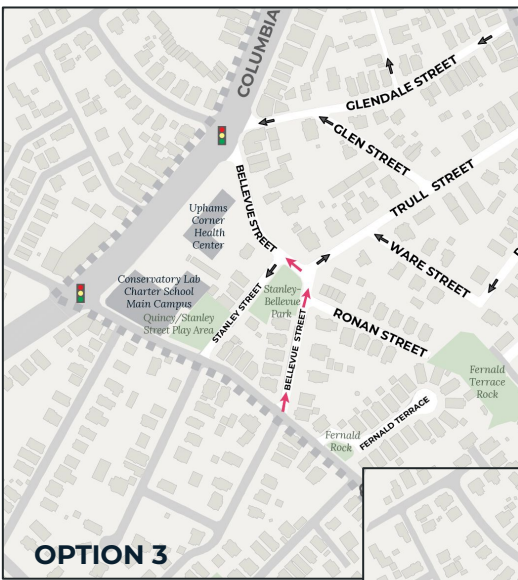 COLUMBIA
GLENDALE STREET
GLEN STREET
TRULL STREET
BELLEVUE STREET
Uphams
Corner
Health
Center
WARE STREET
Conservatory Lab
Charter School
Main Campus
Quincy/Stanley
Street Play Area
STANLEY STREET
Stanley-
Bellevue
Park
BELLEVUE STREET
RONAN STREET
Fernald
Terrace
Rock
FERNALD TERRACE
Fernald
Rock
OPTION 3